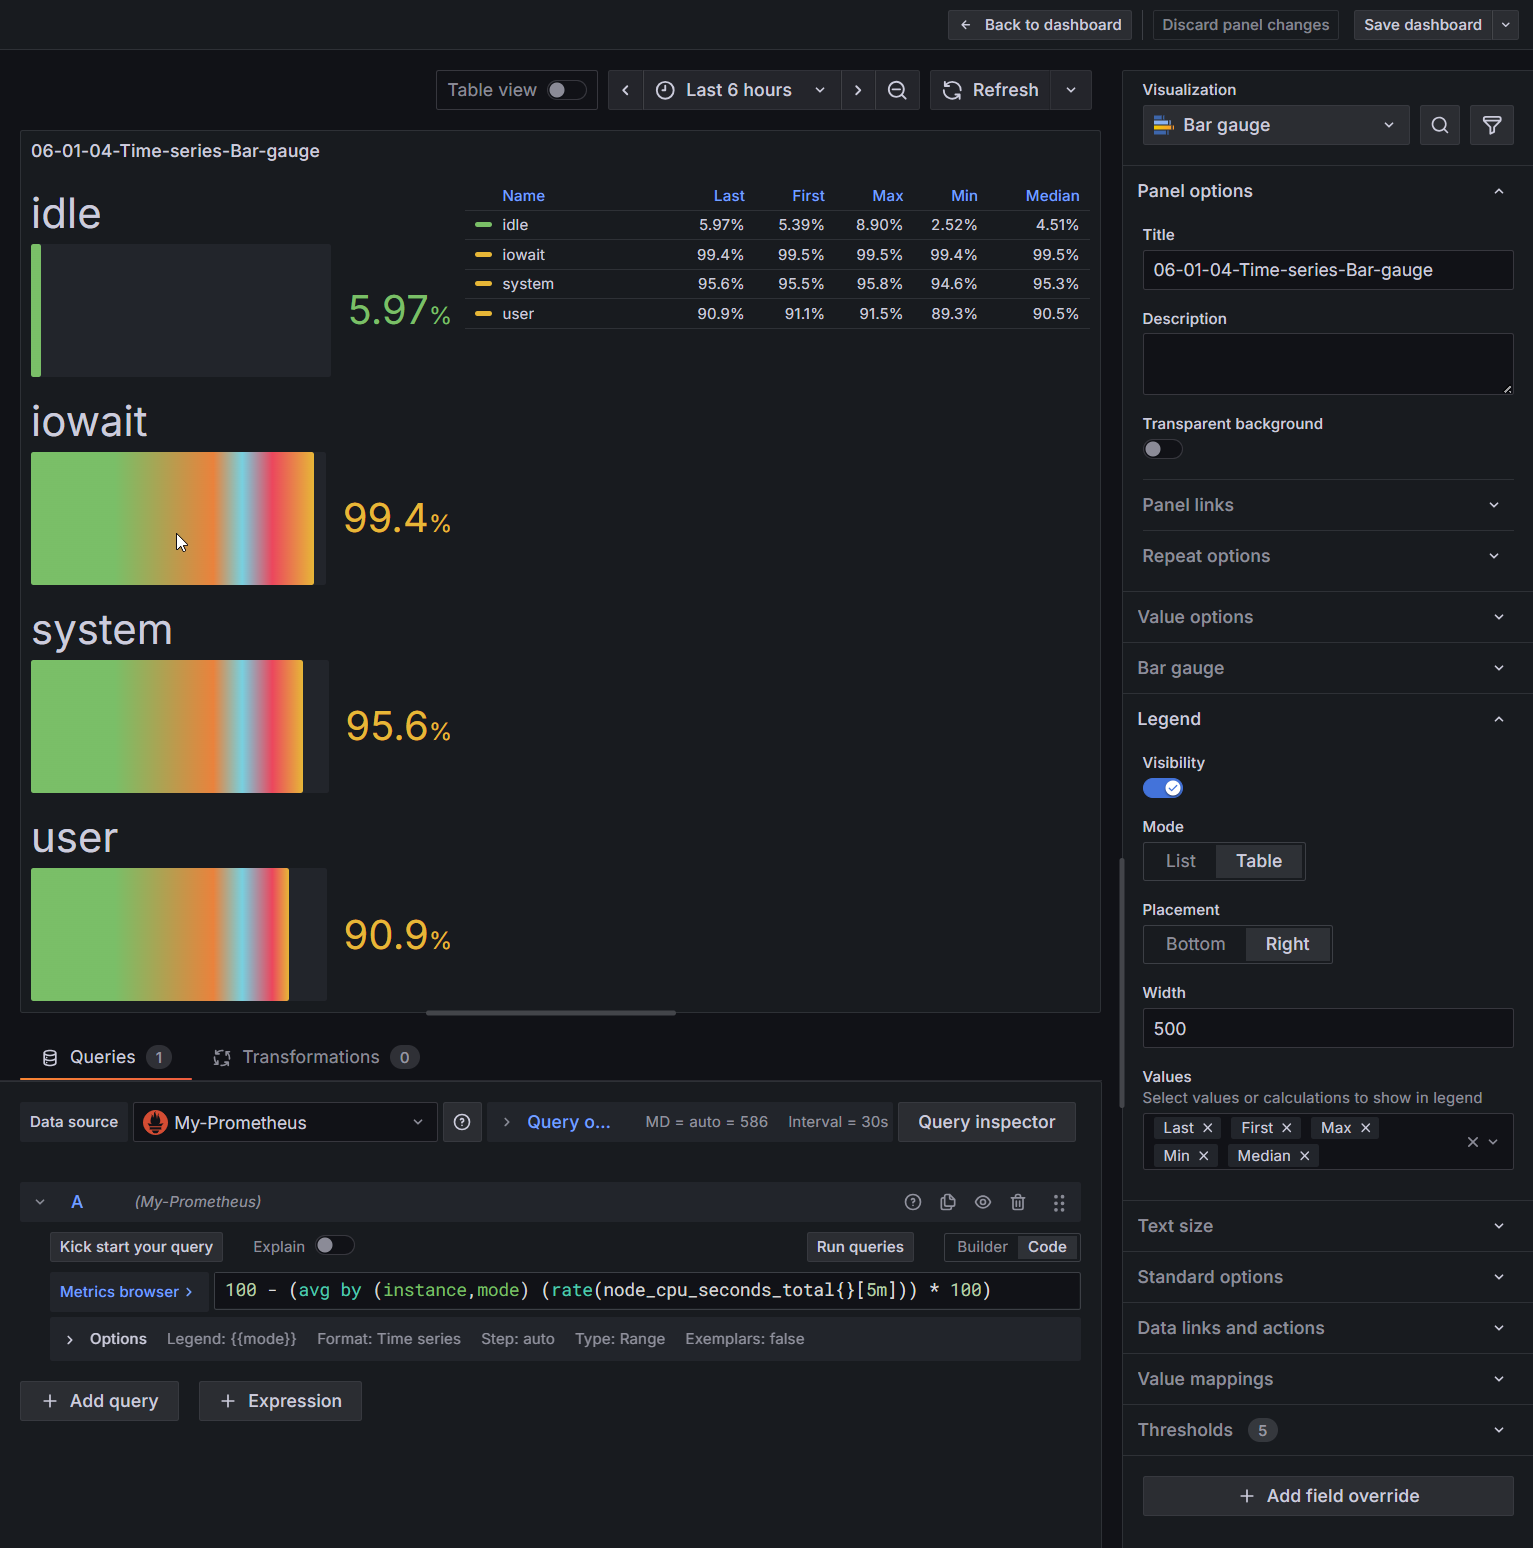 Back to dashboard
Discard panel changes
Save dashboard
Table view
Last 6 hours
Refresh
06-01-04-Time-series-Bar-gauge
idle
5.97%
iowait
99.4%
system
95.6%
user
90.9%
Name Last First Max Min Median
idle 5.97% 5.39% 8.90% 2.52% 4.51%
iowait 99.4% 99.5% 99.5% 99.4% 99.5%
system 95.6% 95.5% 95.8% 94.6% 95.3%
user 90.9% 91.1% 91.5% 89.3% 90.5%
Queries 1
Transformations 0
Data source
My-Prometheus
Query o...
MD = auto = 586
Interval = 30s
Query inspector
A
(My-Prometheus)
Kick start your query
Explain
Run queries
Builder
Code
Metrics browser >
100 - (avg by (instance,mode) (rate(node_cpu_seconds_total{}[5m])) * 100)
Options Legend: {{mode}} Format: Time series Step: auto Type: Range Exemplars: false
Add query
Expression
Visualization
Bar gauge
Panel options
Title
06-01-04-Time-series-Bar-gauge
Description
Transparent background
Panel links
Repeat options
Value options
Bar gauge
Legend
Visibility
Mode
List Table
Placement
Bottom Right
Width
500
Values
Select values or calculations to show in legend
Last First Max
Min Median
Text size
Standard options
Data links and actions
Value mappings
Thresholds 5
Add field override